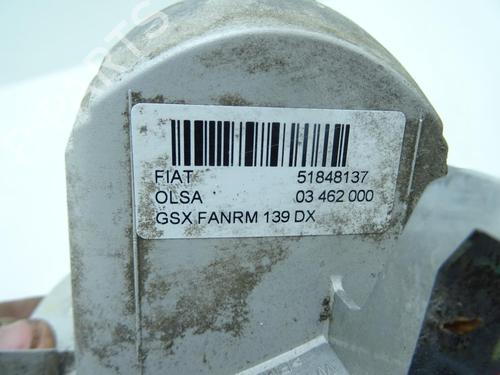 FIAT 51848137
OLSA 03 462 000
GSX FANRM 139 DX